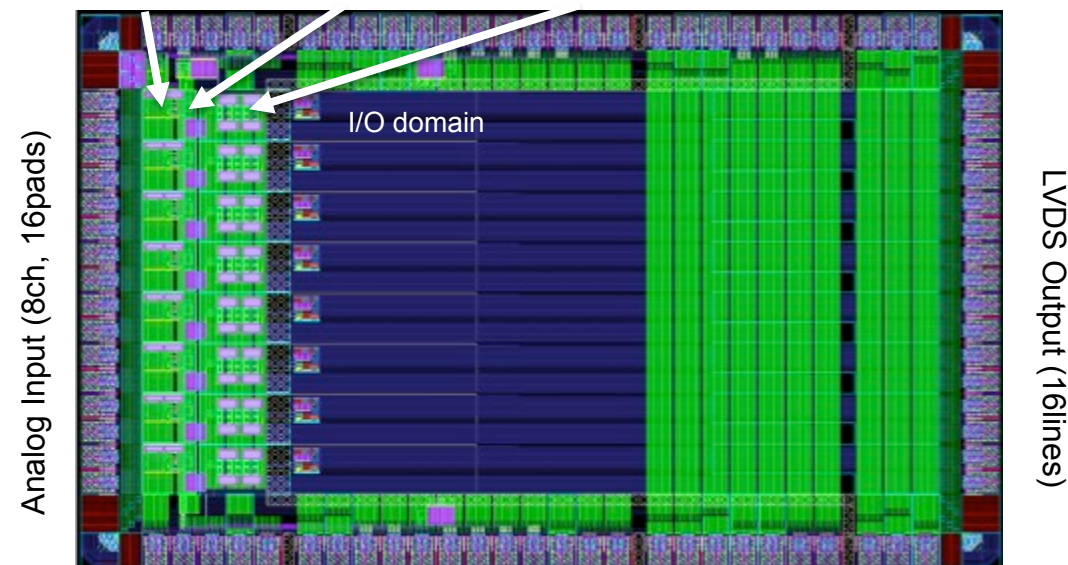 I/O domain
Analog Input (8ch, 16pads)
LVDS Output (16lines)